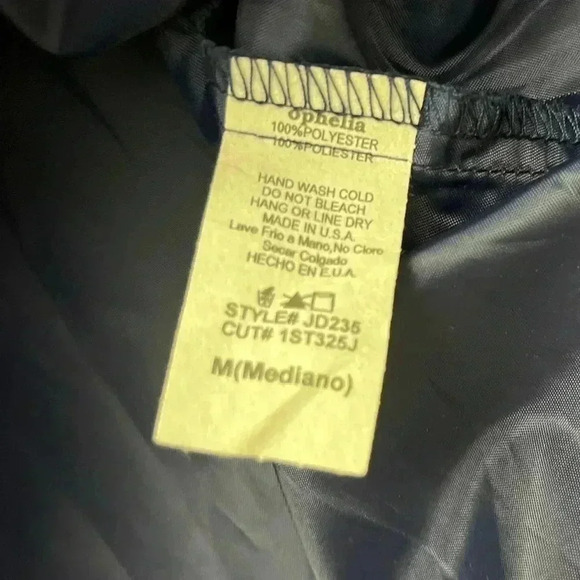 ophelia
100%POLYESTER
100%POLIESTER
HAND WASH COLD
DO NOT BLEACH
HANG OR LINE DRY
MADE IN U.S.A.
Lave Frio a Mano,No Cloro
Secar Colgado
HECHO EN E.U.A.
STYLE# JD235
CUT# 1ST325J
M(Mediano)